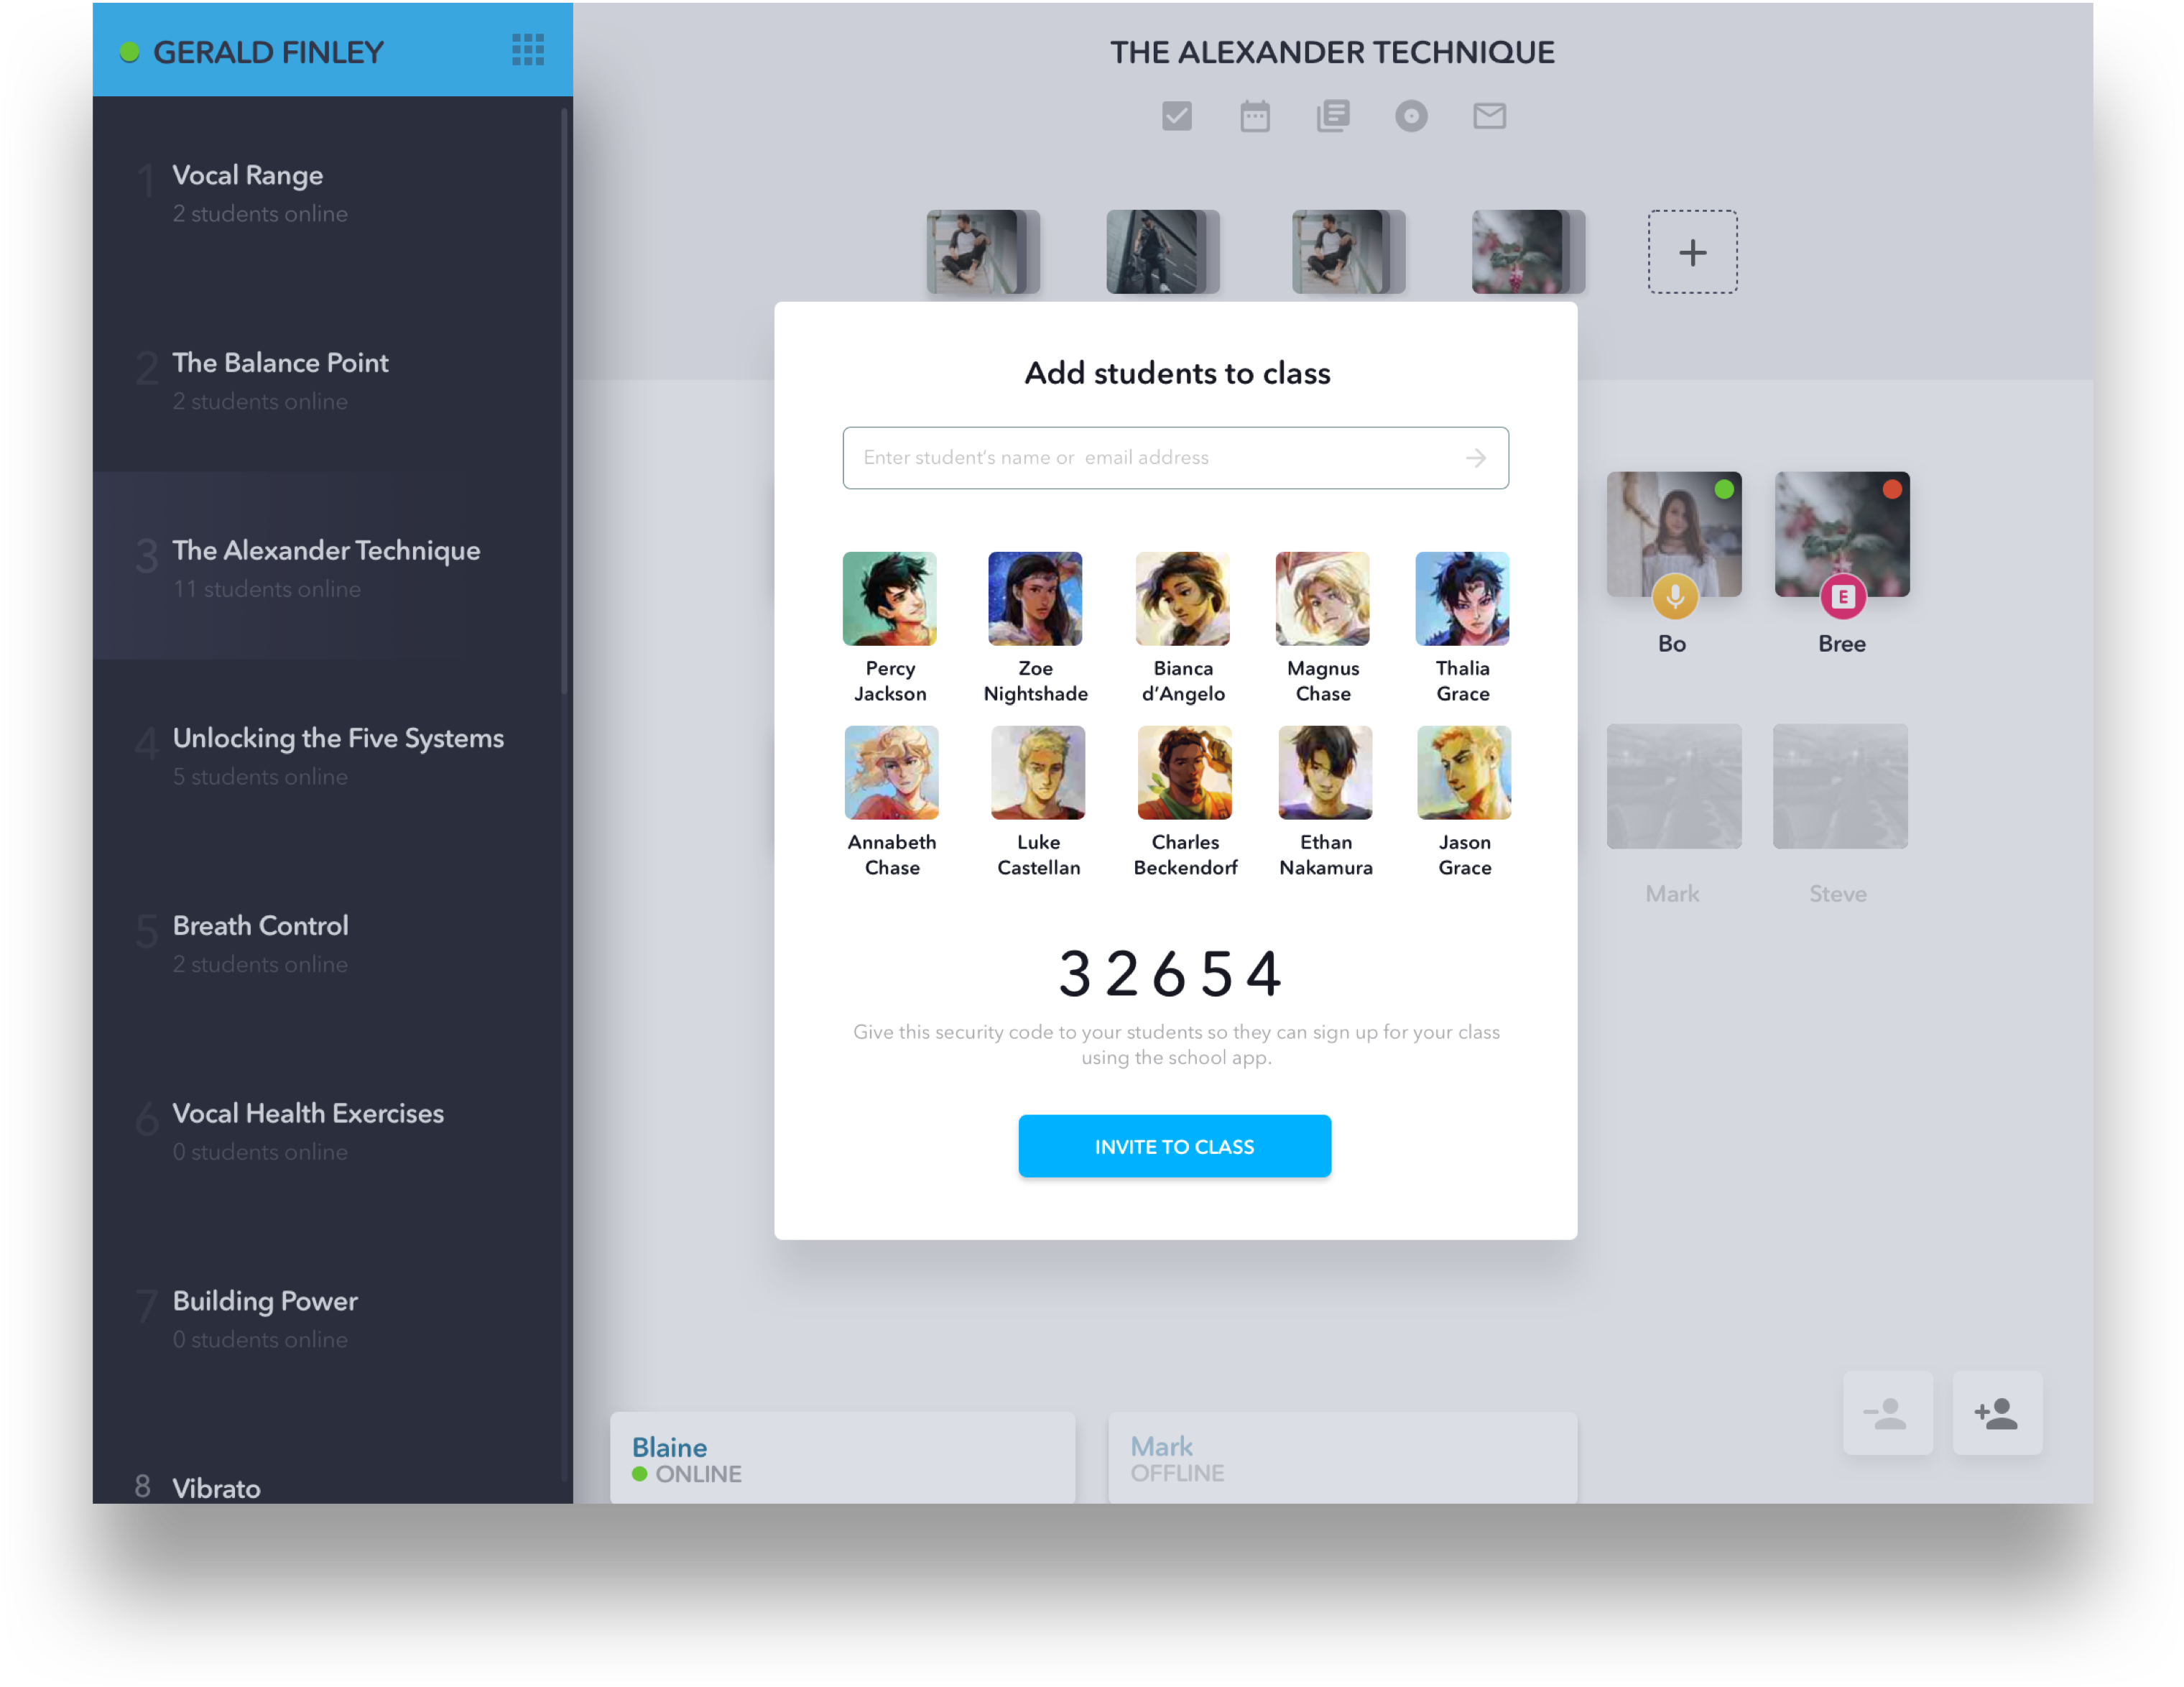 GERALD FINLEY
1 Vocal Range
2 students online
2 The Balance Point
2 students online
3 The Alexander Technique
11 students online
4 Unlocking the Five Systems
5 students online
5 Breath Control
2 students online
6 Vocal Health Exercises
0 students online
7 Building Power
0 students online
8 Vibrato
THE ALEXANDER TECHNIQUE
Add students to class
Enter student's name or email address
Percy
Jackson
Zoe
Nightshade
Bianca
d’Angelo
Magnus
Chase
Thalia
Grace
Annabeth
Chase
Luke
Castellan
Charles
Beckendorf
Ethan
Nakamura
Jason
Grace
32654
Give this security code to your students so they can sign up for your class
using the school app.
INVITE TO CLASS
E
Bo
Bree
Mark
Steve
Blaine
ONLINE
Mark
OFFLINE